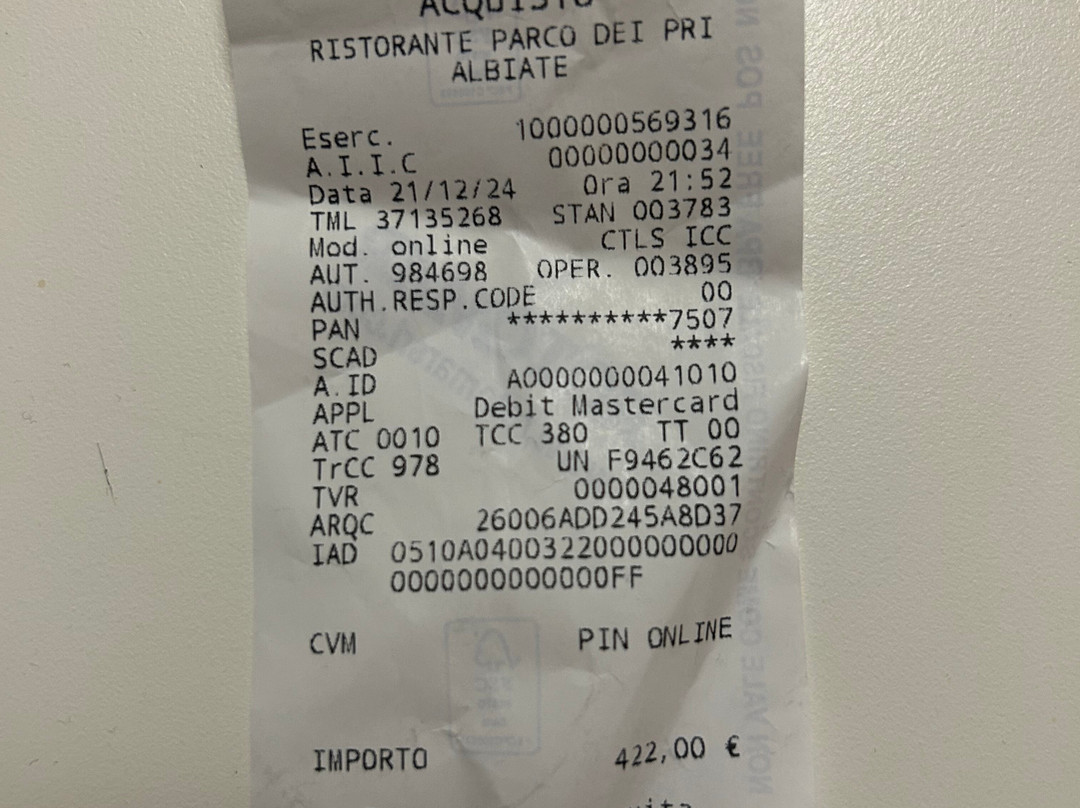 ACQUISTO
RISTORANTE PARCO DEI PRI
ALBIATE
Eserc. 1000000569316
A.I.I.C 00000000034
Data 21/12/24 Ora 21:52
TML 37135268 STAN 003783
Mod. online CTLS ICC
AUT. 984698 OPER. 003895
AUTH.RESP.CODE 00
PAN **********7507
SCAD ****
A.ID A0000000041010
APPL Debit Mastercard
ATC 0010 TCC 380 TT 00
TrCC 978 UN F9462C62
TVR 0000048001
ARQC 26006ADD245A8D37
IAD 0510A0400322000000000
0000000000000FF
CVM PIN ONLINE
IMPORTO 422,00 €